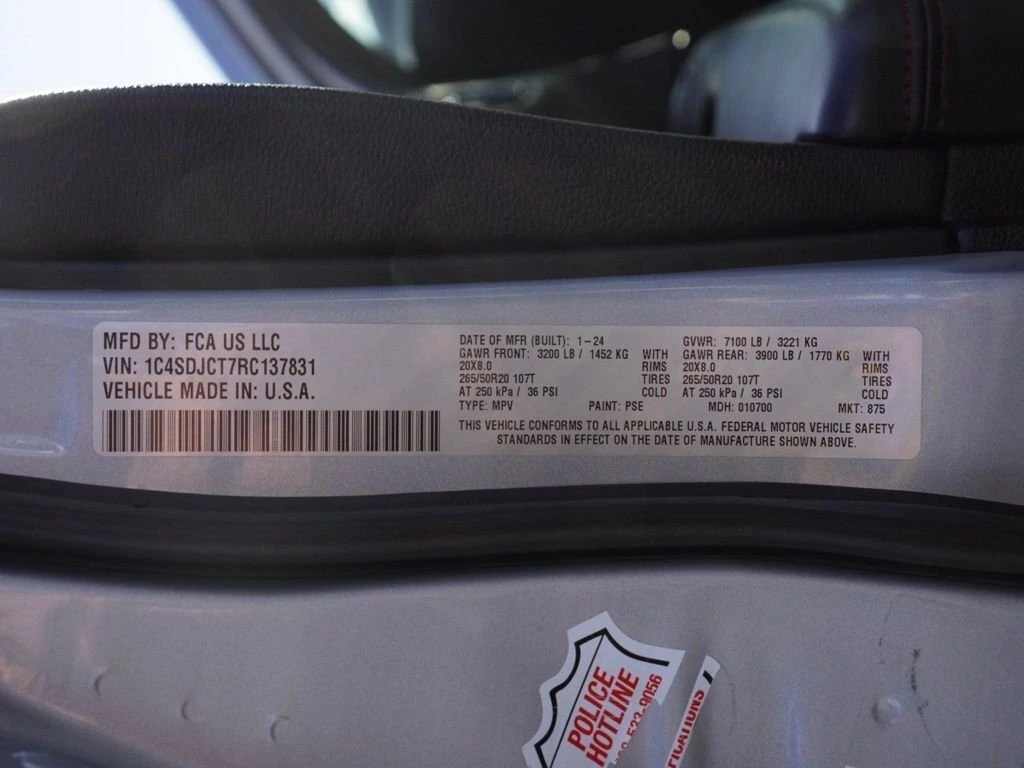 MFD BY: FCA US LLC
VIN: 1C4SDJCT7RC137831
VEHICLE MADE IN: U.S.A.
DATE OF MFR (BUILT): 1-24 GVWR: 7100 LB / 3221 KG
GAWR FRONT: 3200 LB / 1452 KG WITH GAWR REAR: 3900 LB / 1770 KG WITH
20X8.0 RIMS 20X8.0 RIMS
265/50R20 107T TIRES 265/50R20 107T TIRES
AT 250 kPa / 36 PSI COLD AT 250 kPa / 36 PSI COLD
TYPE: MPV PAINT: PSE MDH: 010700 MKT: 875
THIS VEHICLE CONFORMS TO ALL APPLICABLE U.S.A. FEDERAL MOTOR VEHICLE SAFETY
STANDARDS IN EFFECT ON THE DATE OF MANUFACTURE SHOWN ABOVE.
POLICE
HOTLINE
533-9056